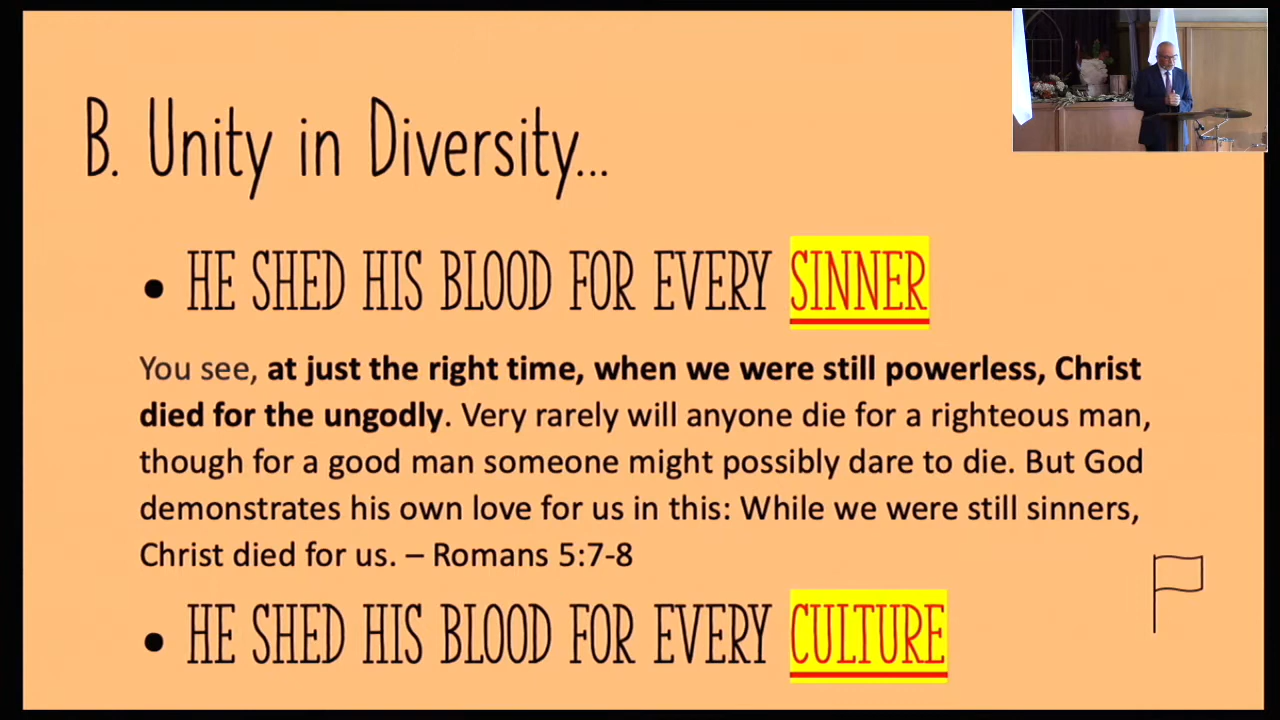 B. Unity in Diversity...
• HE SHED HIS BLOOD FOR EVERY SINNER
You see, at just the right time, when we were still powerless, Christ
died for the ungodly. Very rarely will anyone die for a righteous man,
though for a good man someone might possibly dare to die. But God
demonstrates his own love for us in this: While we were still sinners,
Christ died for us. – Romans 5:7-8
• HE SHED HIS BLOOD FOR EVERY CULTURE